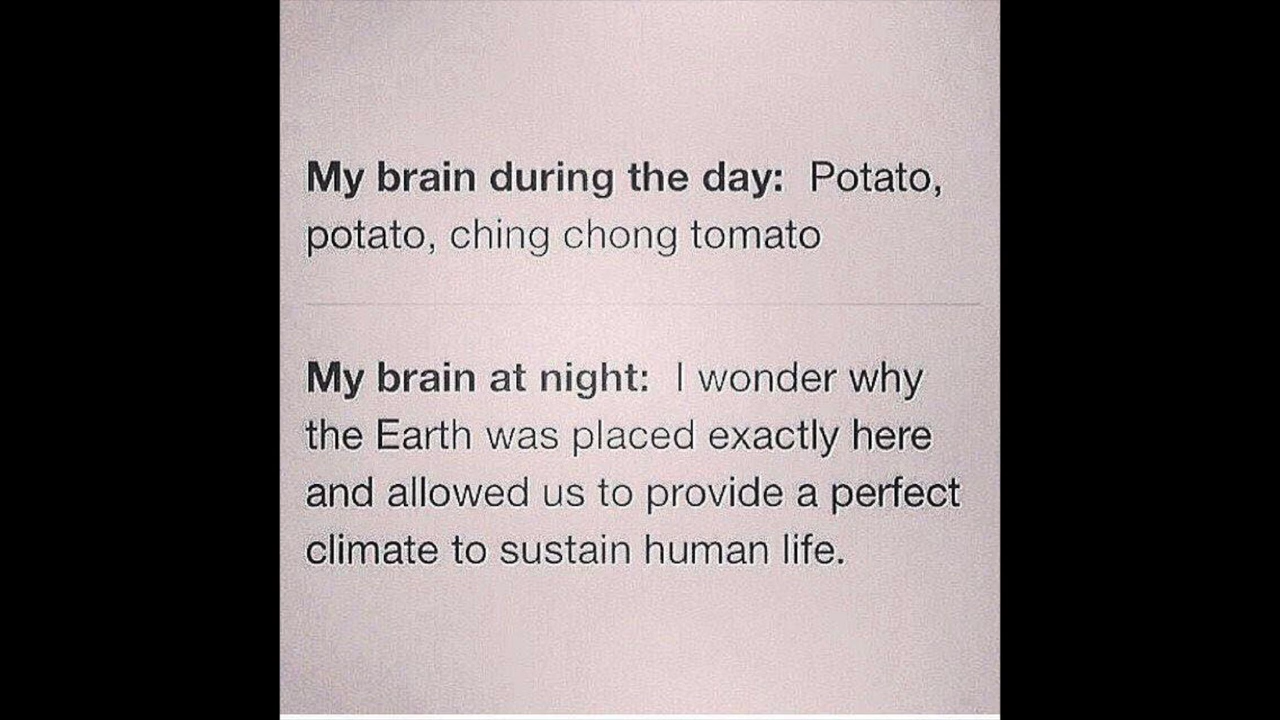 My brain during the day: Potato,
potato, ching chong tomato
My brain at night: I wonder why
the Earth was placed exactly here
and allowed us to provide a perfect
climate to sustain human life.